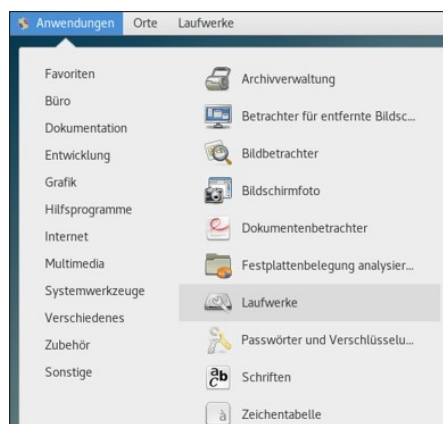 Anwendungen Orte Laufwerke
Favoriten
Büro
Dokumentation
Entwicklung
Grafik
Hilfsprogramme
Internet
Multimedia
Systemwerkzeuge
Verschiedenes
Zubehör
Sonstige
Archivverwaltung
Betrachter für entfernte Bildsc...
Bildbetrachter
Bildschirmfoto
Dokumentenbetrachter
Festplattenbelegung analysier...
Laufwerke
Passwörter und Verschlüsselu...
Schriften
Zeichentabelle